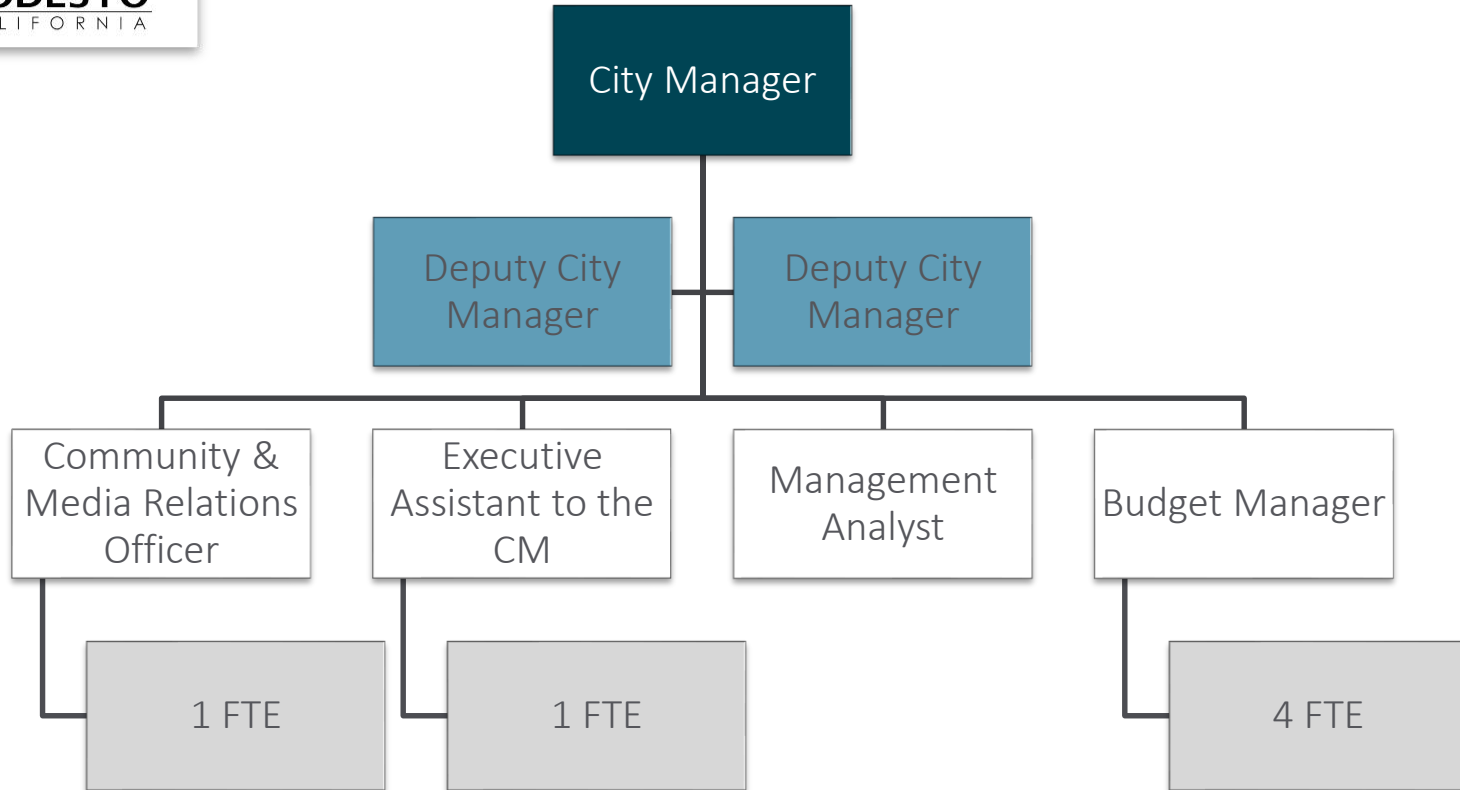 CALIFORNIA
City Manager
Deputy City
Manager
Deputy City
Manager
Community &
Media Relations
Officer
Executive
Assistant to the
CM
Management
Analyst
Budget Manager
1 FTE
1 FTE
4 FTE